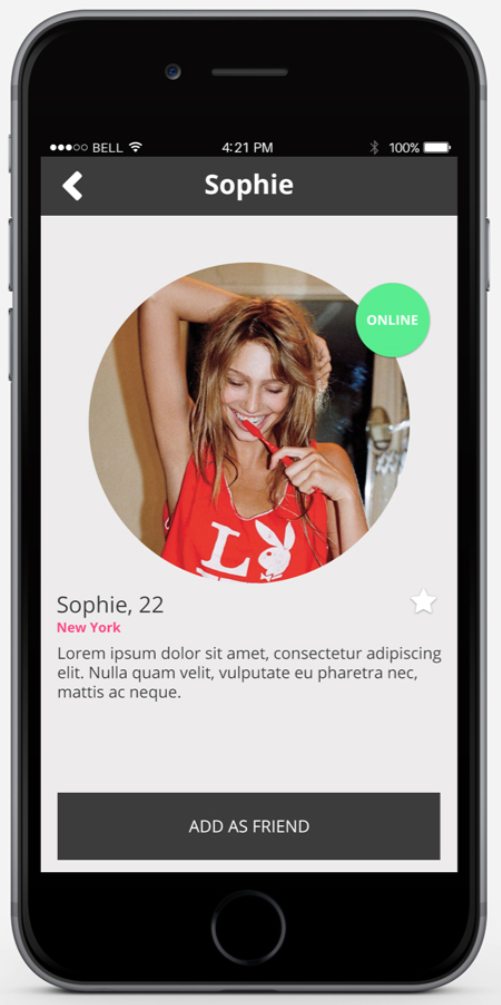 BELL 4:21 PM 100%
Sophie
ONLINE
L
Sophie, 22
New York
Lorem ipsum dolor sit amet, consectetur adipiscing
elit. Nulla quam velit, vulputate eu pharetra nec,
mattis ac neque.
ADD AS FRIEND